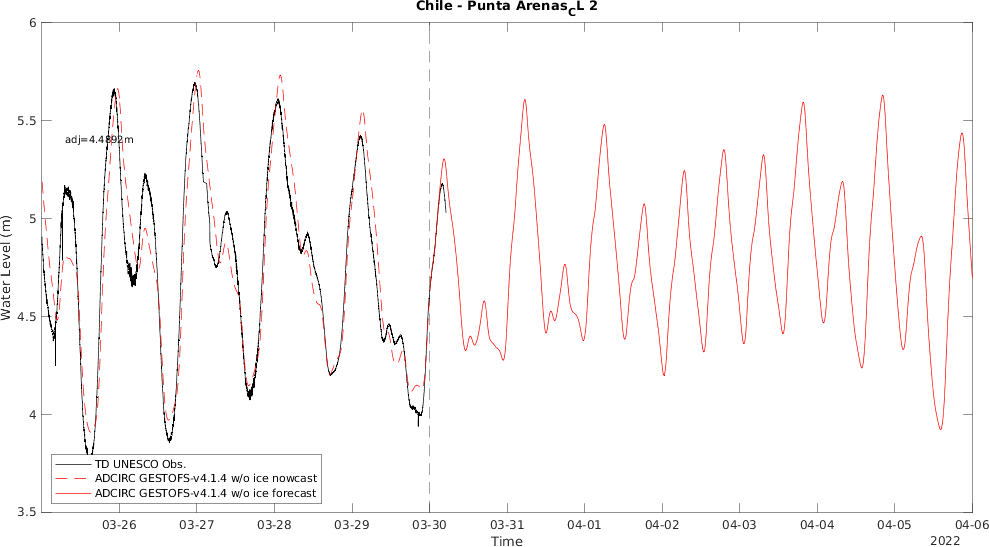 Chile - Punta Arenas_CL 2
6
5.5
5
4.5
4
3.5
Water Level (m)
adj=4.4892m
TD UNESCO Obs.
ADCIRC GESTOFS-v4.1.4 w/o ice nowcast
ADCIRC GESTOFS-v4.1.4 w/o ice forecast
03-26 03-27 03-28 03-29 03-30 03-31 04-01 04-02 04-03 04-04 04-05 04-06
Time
2022